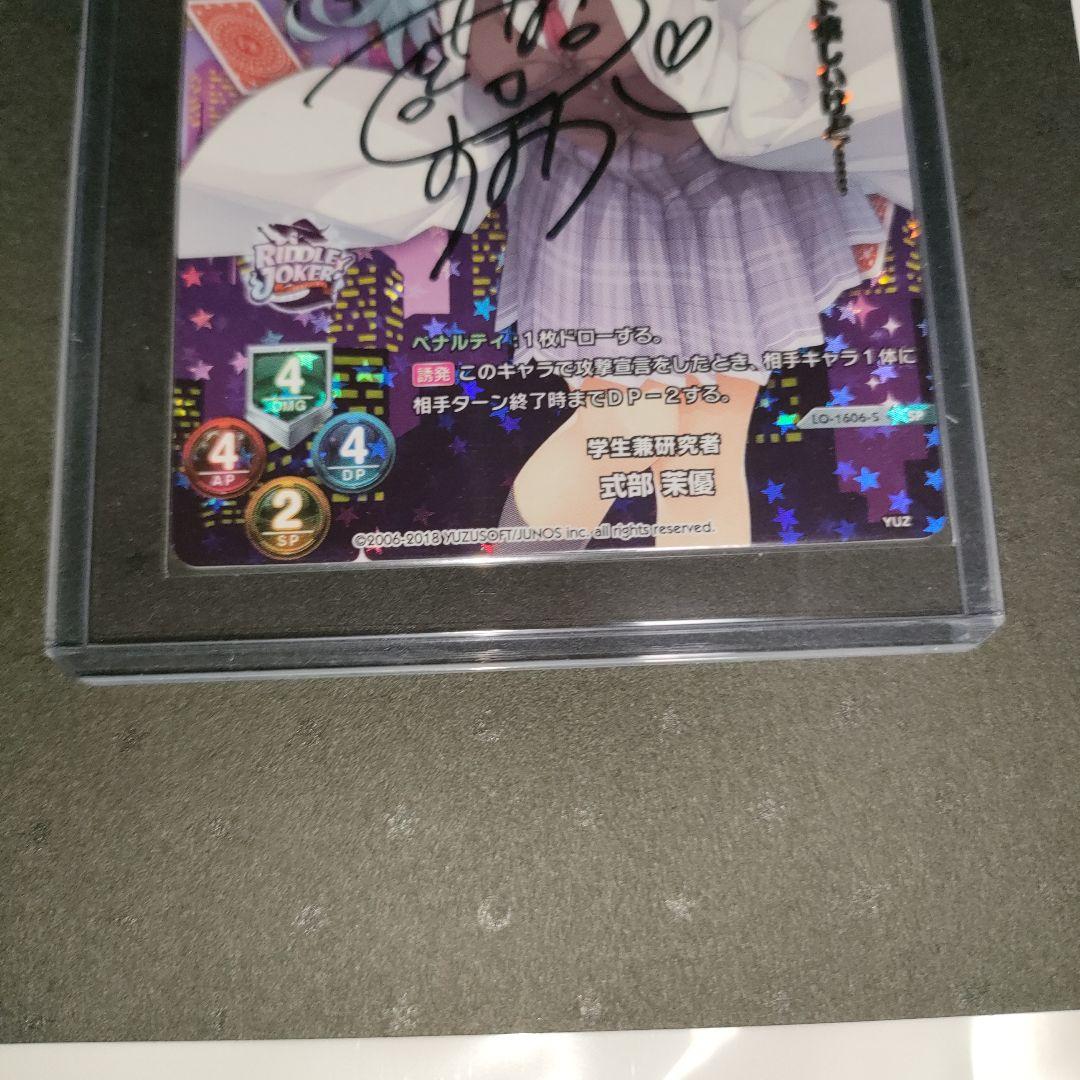 RIDDLE JOKER
ペナルティ:1枚ドローする。
誘発 このキャラで攻撃宣言をしたとき、相手キャラ1体に
相手ターン終了時までDP-2する。
4
DMG
4
AP
4
DP
2
SP
LO-1606-S
SP
学生兼研究者
式部 茉優
YUZ
©2006-2018 YUZUSOFT/JUNOS inc. all rights reserved.